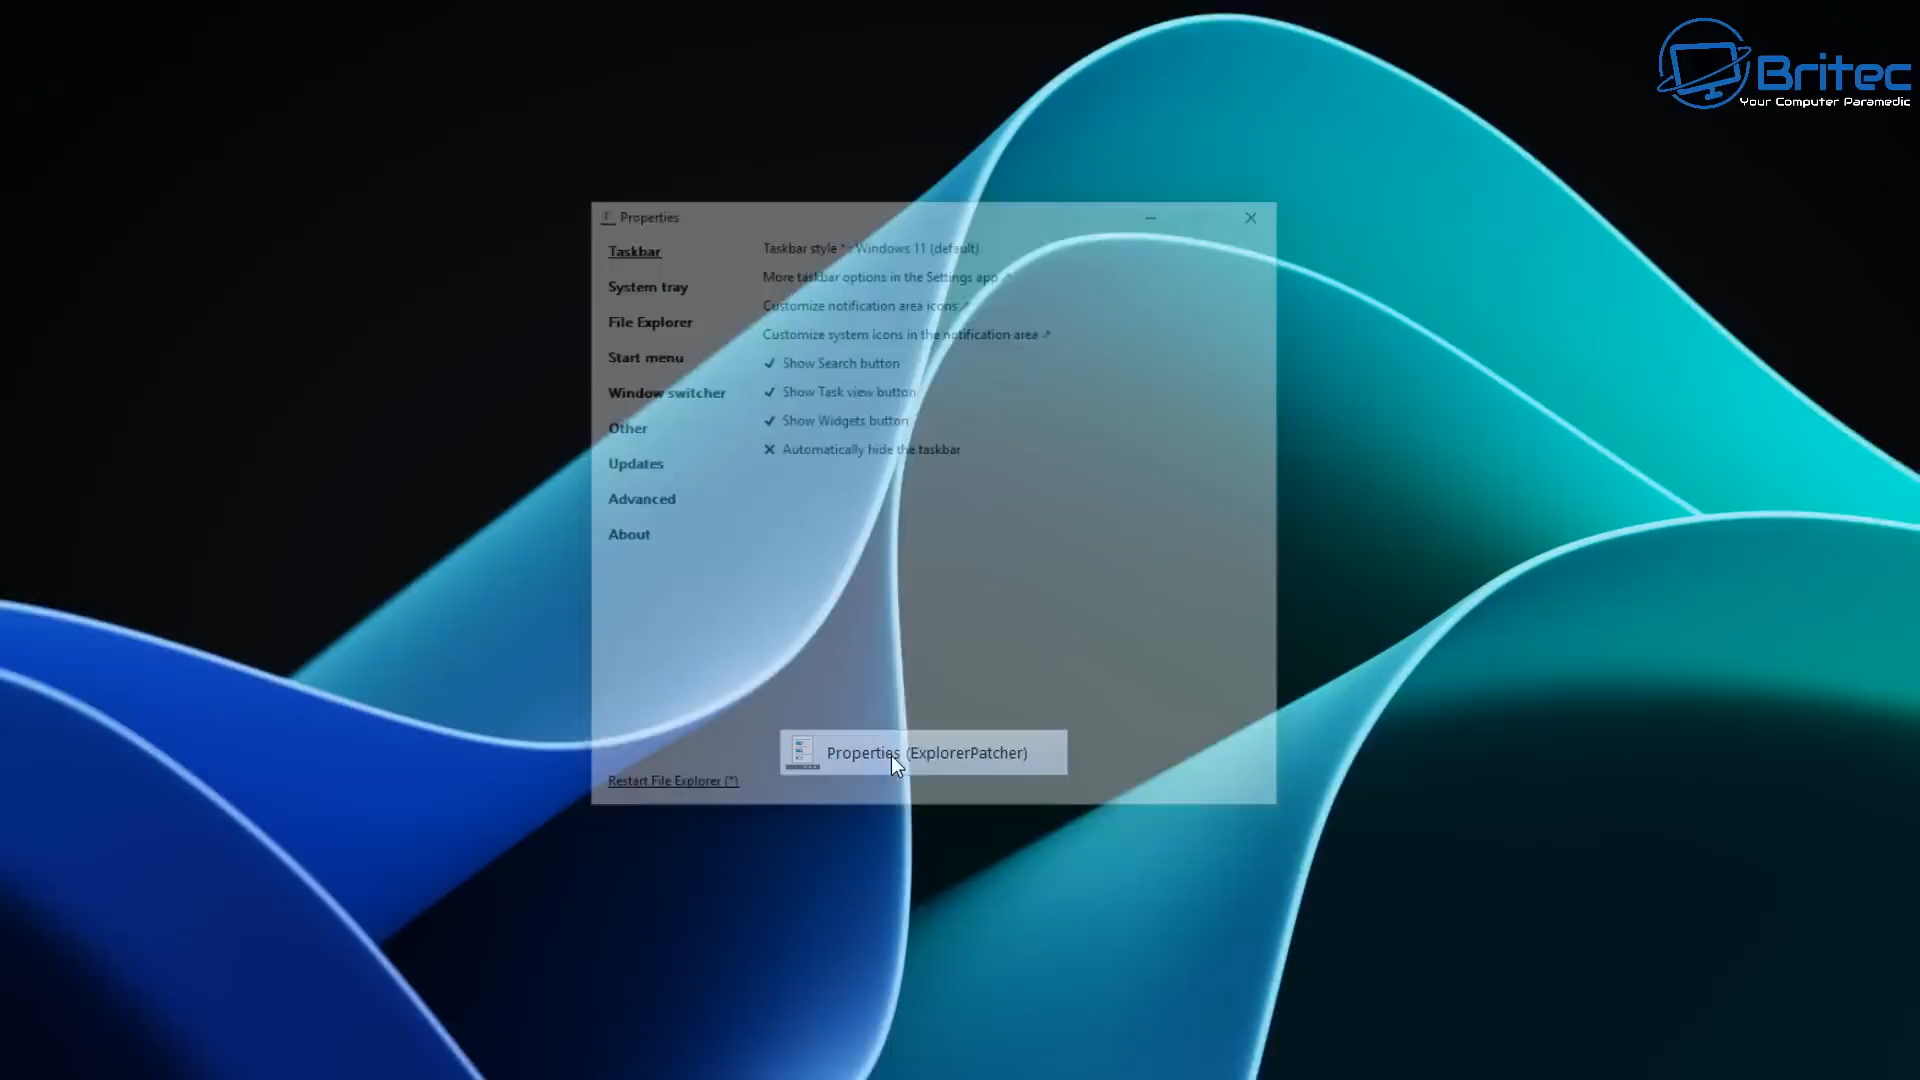 Britec
Your Computer Paramedic
Properties
Taskbar
System tray
File Explorer
Start menu
Window switcher
Other
Updates
Advanced
About
Restart File Explorer (*)
Taskbar style * : Windows 11 (default)
More taskbar options in the Settings app ↗
Customize notification area icons ↗
Customize system icons in the notification area ↗
✓ Show Search button
✓ Show Task view button
✓ Show Widgets button
✕ Automatically hide the taskbar
Properties (ExplorerPatcher)